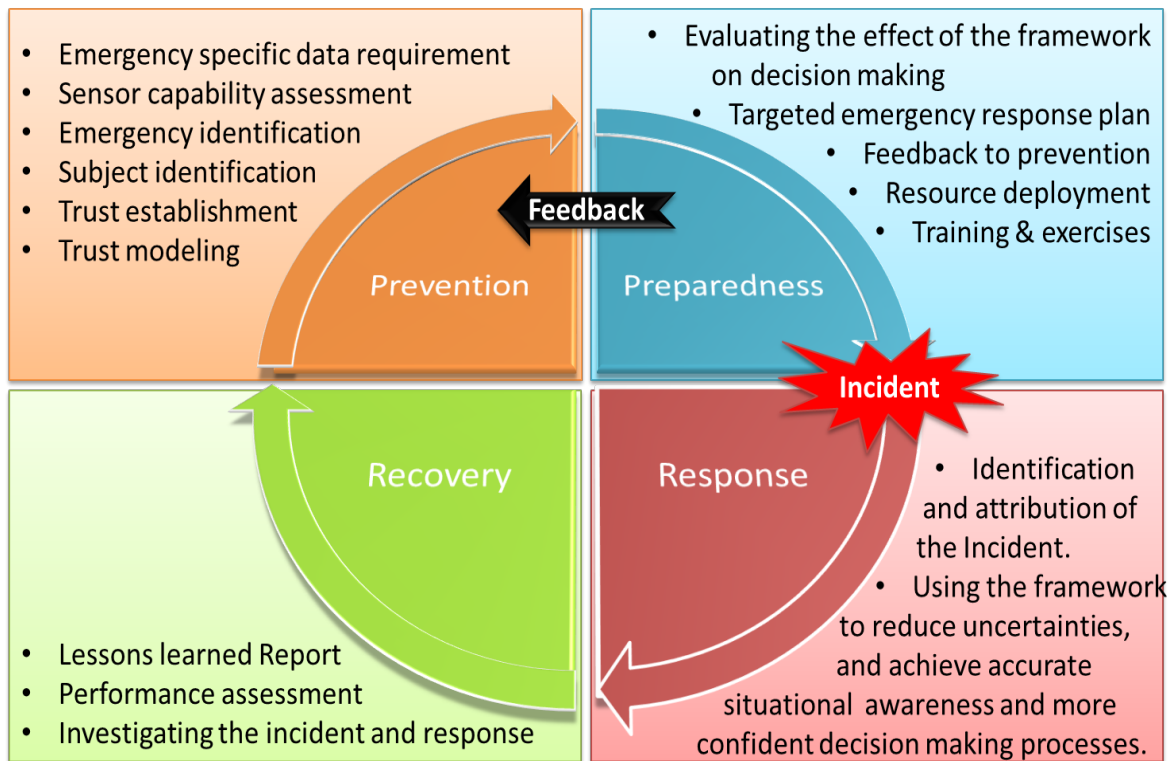 • Emergency specific data requirement
• Sensor capability assessment
• Emergency identification
• Subject identification
• Trust establishment
• Trust modeling
• Evaluating the effect of the framework
on decision making
• Targeted emergency response plan
• Feedback to prevention
• Resource deployment
• Training & exercises
Feedback
Prevention
Preparedness
Incident
Recovery
Response
• Lessons learned Report
• Performance assessment
• Investigating the incident and response
• Identification
and attribution of
the Incident.
• Using the framework
to reduce uncertainties,
and achieve accurate
situational awareness and more
confident decision making processes.